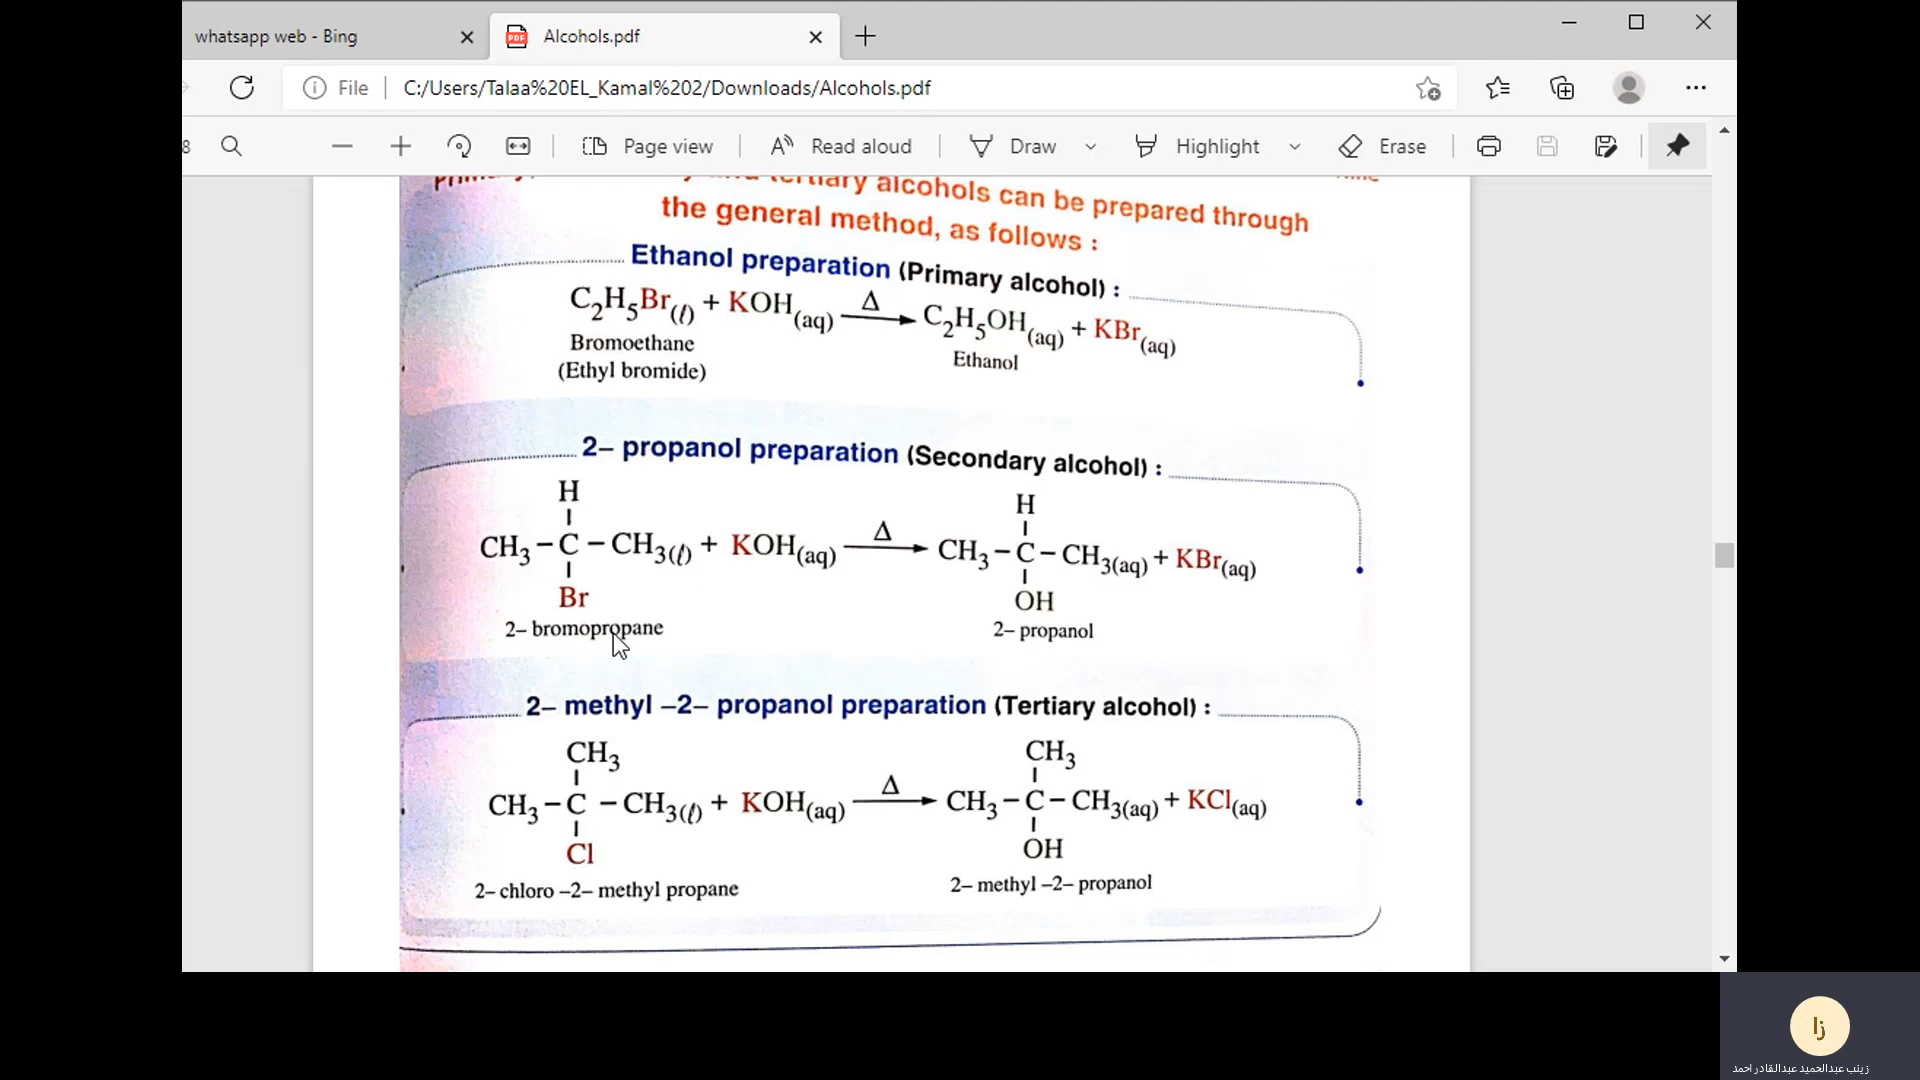 whatsapp web - Bing
Alcohols.pdf
File
C:/Users/Talaa%20EL_Kamal%202/Downloads/Alcohols.pdf
8
Page view
Read aloud
Draw
Highlight
Erase
tertiary alcohols can be prepared through
the general method, as follows :
Ethanol preparation (Primary alcohol) :
C₂H₅Br(l) + KOH(aq) Δ→ C₂H₅OH(aq) + KBr(aq)
Bromoethane
(Ethyl bromide)
Ethanol
2– propanol preparation (Secondary alcohol) :
H H
CH₃ – C – CH₃(l) + KOH(aq) Δ→ CH₃ – C – CH₃(aq) + KBr(aq)
Br OH
2– bromopropane 2– propanol
2– methyl –2– propanol preparation (Tertiary alcohol) :
CH₃ CH₃
CH₃ – C – CH₃(l) + KOH(aq) Δ→ CH₃ – C – CH₃(aq) + KCl(aq)
Cl OH
2– chloro –2– methyl propane 2– methyl –2– propanol
زا
زينب عبدالحميد عبدالقادر احمد